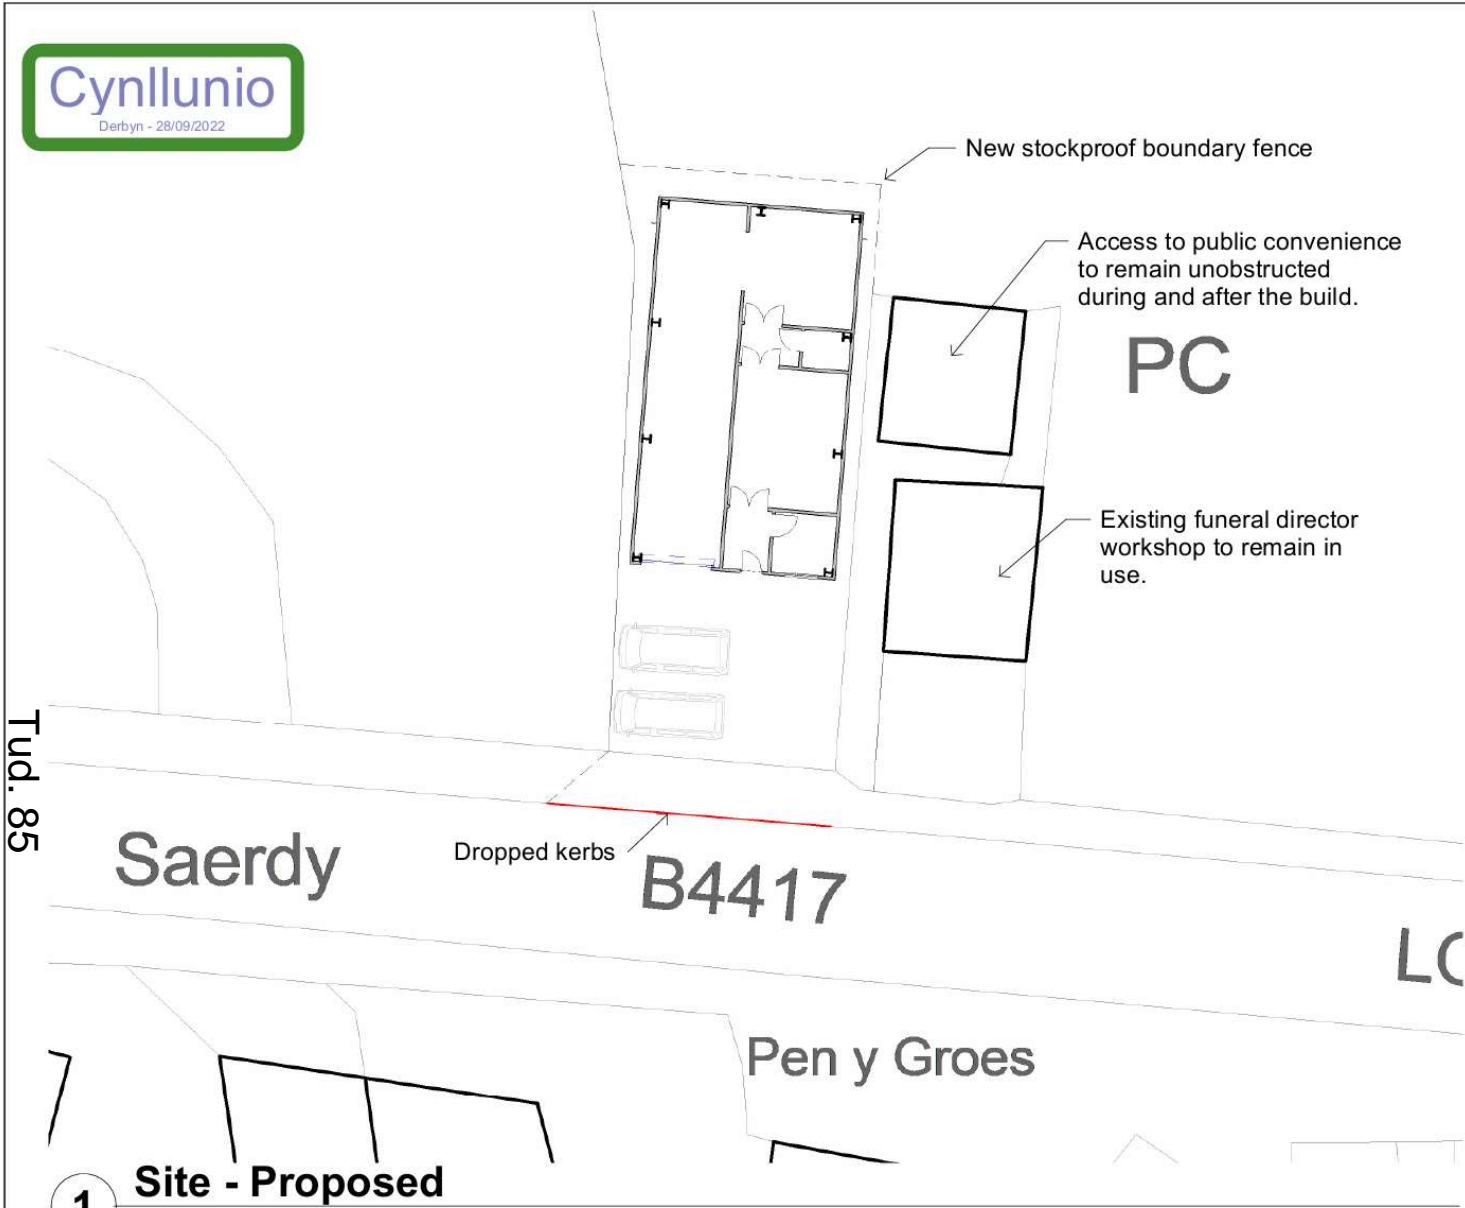 Cynllunio
Derbyn - 28/09/2022
New stockproof boundary fence
Access to public convenience
to remain unobstructed
during and after the build.
PC
Existing funeral director
workshop to remain in
use.
Tud. 85
Saerdy
Dropped kerbs
B4417
Pen y Groes
1
Site - Proposed